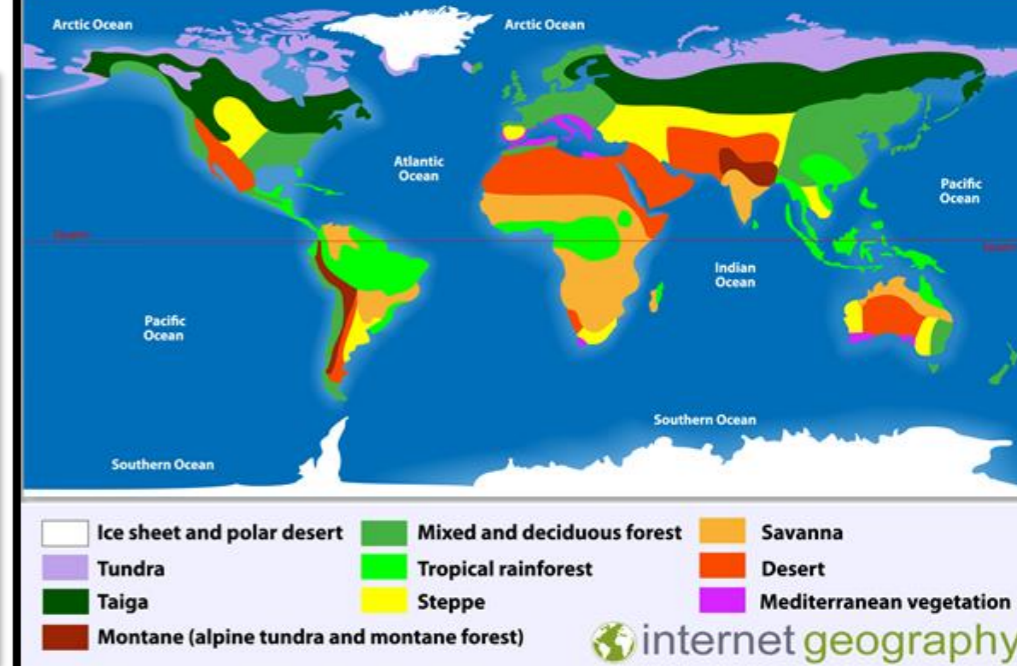 Arctic Ocean
Arctic Ocean
Atlantic
Ocean
Pacific
Ocean
Indian
Ocean
Pacific
Ocean
Southern Ocean
Southern Ocean
Ice sheet and polar desert
Mixed and deciduous forest
Savanna
Tundra
Tropical rainforest
Desert
Taiga
Steppe
Mediterranean vegetation
Montane (alpine tundra and montane forest)
internet geography